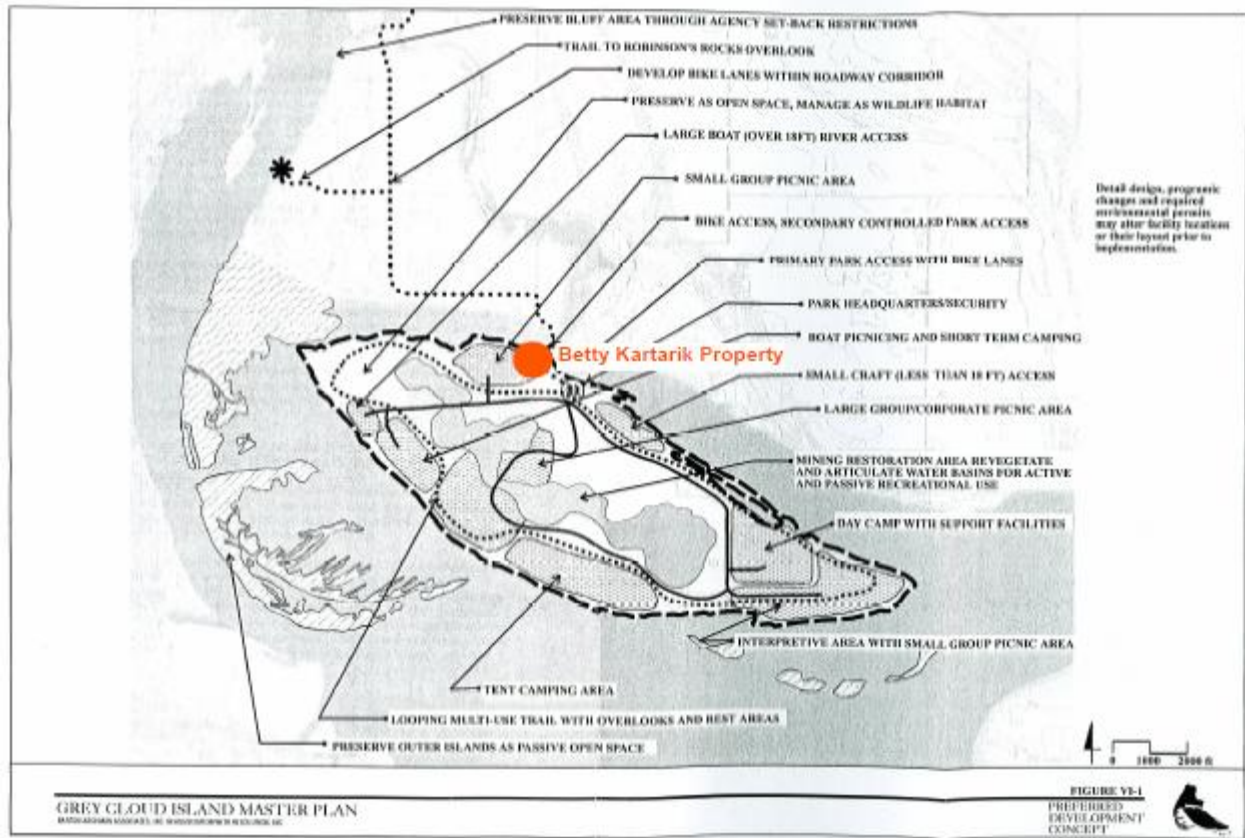 PRESERVE BLUFF AREA THROUGH AGENCY SET-BACK RESTRICTIONS
TRAIL TO ROBINSON'S ROCKS OVERLOOK
DEVELOP BIKE LANES WITHIN ROADWAY CORRIDOR
PRESERVE AS OPEN SPACE, MANAGE AS WILDLIFE HABITAT
LARGE BOAT (OVER 18FT) RIVER ACCESS
SMALL GROUP PICNIC AREA
Detail design, programic
changes and required
environmental permits
may alter facility locations
or their layout prior to
implementation.
BIKE ACCESS, SECONDARY CONTROLLED PARK ACCESS
PRIMARY PARK ACCESS WITH BIKE LANES
PARK HEADQUARTERS/SECURITY
BOAT PICNICING AND SHORT TERM CAMPING
Betty Kartarik Property
SMALL CRAFT (LESS THAN 18 FT) ACCESS
LARGE GROUP/CORPORATE PICNIC AREA
MINING RESTORATION AREA REVEGETATE
AND ARTICULATE WATER BASINS FOR ACTIVE
AND PASSIVE RECREATIONAL USE
DAY CAMP WITH SUPPORT FACILITIES
INTERPRETIVE AREA WITH SMALL GROUP PICNIC AREA
TENT CAMPING AREA
LOOPING MULTI-USE TRAIL WITH OVERLOOKS AND REST AREAS
PRESERVE OUTER ISLANDS AS PASSIVE OPEN SPACE
0 1000 2000 ft
GREY CLOUD ISLAND MASTER PLAN
FIGURE VI-1
PREFERRED
DEVELOPMENT
CONCEPT